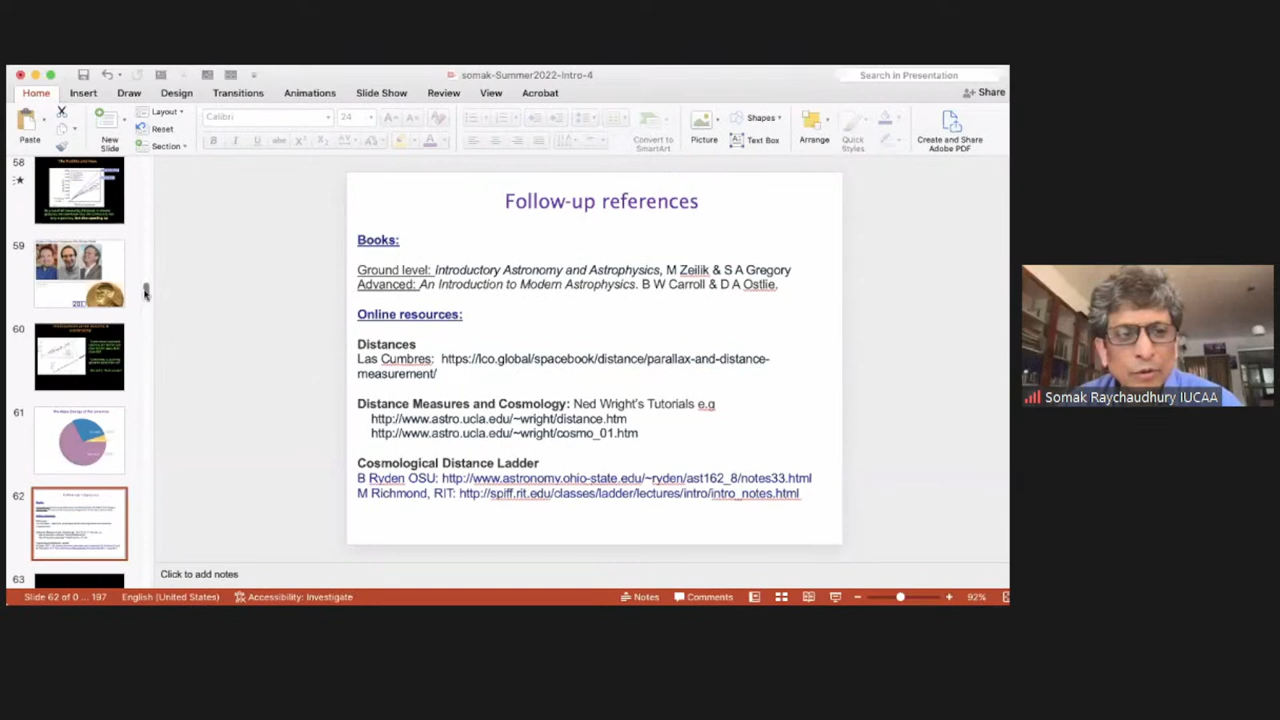 somak-Summer2022-Intro-4
Search in Presentation
Home Insert Draw Design Transitions Animations Slide Show Review View Acrobat
Share
Paste
New Slide
Layout
Reset
Section
Calibri
24
Convert to SmartArt
Picture
Shapes
Text Box
Arrange
Quick Styles
Create and Share Adobe PDF
58
59
60
61
62
63
Follow-up references
Books:
Ground level: Introductory Astronomy and Astrophysics, M Zeilik & S A Gregory
Advanced: An Introduction to Modern Astrophysics. B W Carroll & D A Ostlie.
Online resources:
Distances
Las Cumbres: https://lco.global/spacebook/distance/parallax-and-distance-
measurement/
Distance Measures and Cosmology: Ned Wright's Tutorials e.g
http://www.astro.ucla.edu/~wright/distance.htm
http://www.astro.ucla.edu/~wright/cosmo_01.htm
Cosmological Distance Ladder
B Ryden OSU: http://www.astronomy.ohio-state.edu/~ryden/ast162_8/notes33.html
M Richmond, RIT: http://spiff.rit.edu/classes/ladder/lectures/intro/intro_notes.html
Click to add notes
Slide 62 of 0 ... 197 English (United States) Accessibility: Investigate
Notes Comments 92%
Somak Raychaudhury IUCAA